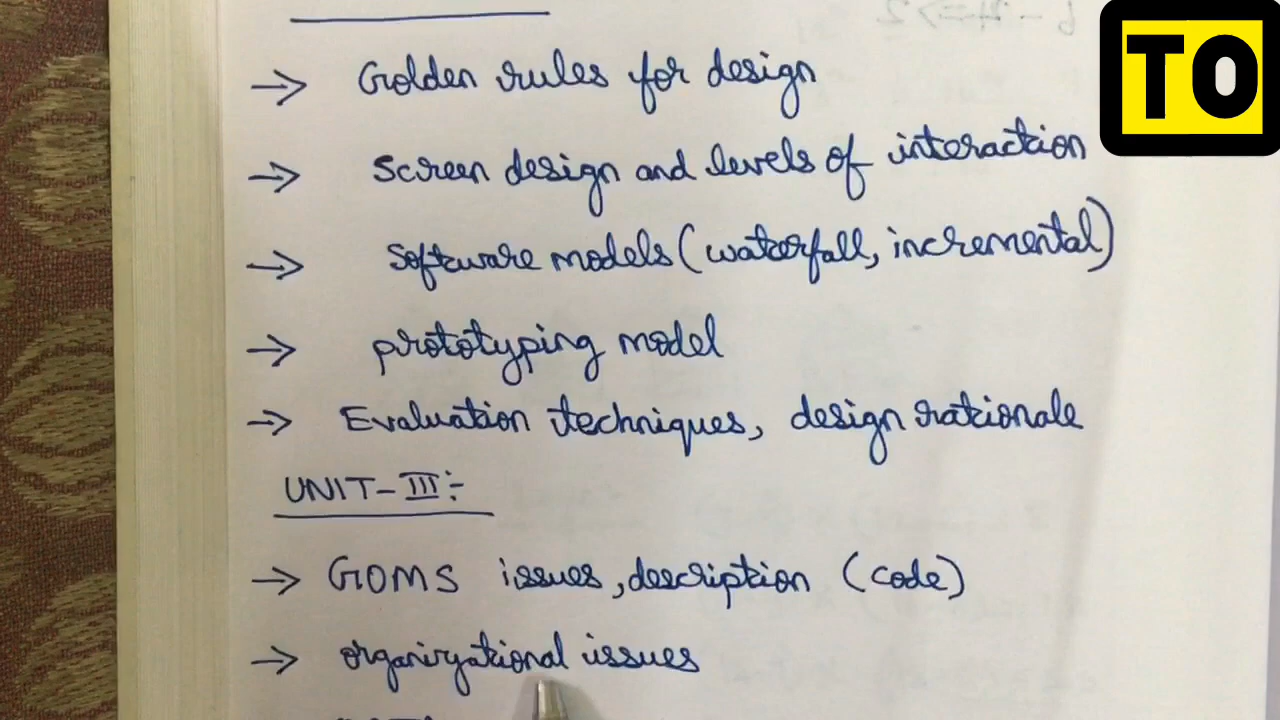 TO
→ Golden rules for design
→ Screen design and levels of interaction
→ Software models (waterfall, incremental)
→ prototyping model
→ Evaluation techniques, design rationale
UNIT-III:-
→ GOMS issues, description (code)
→ organizational issues